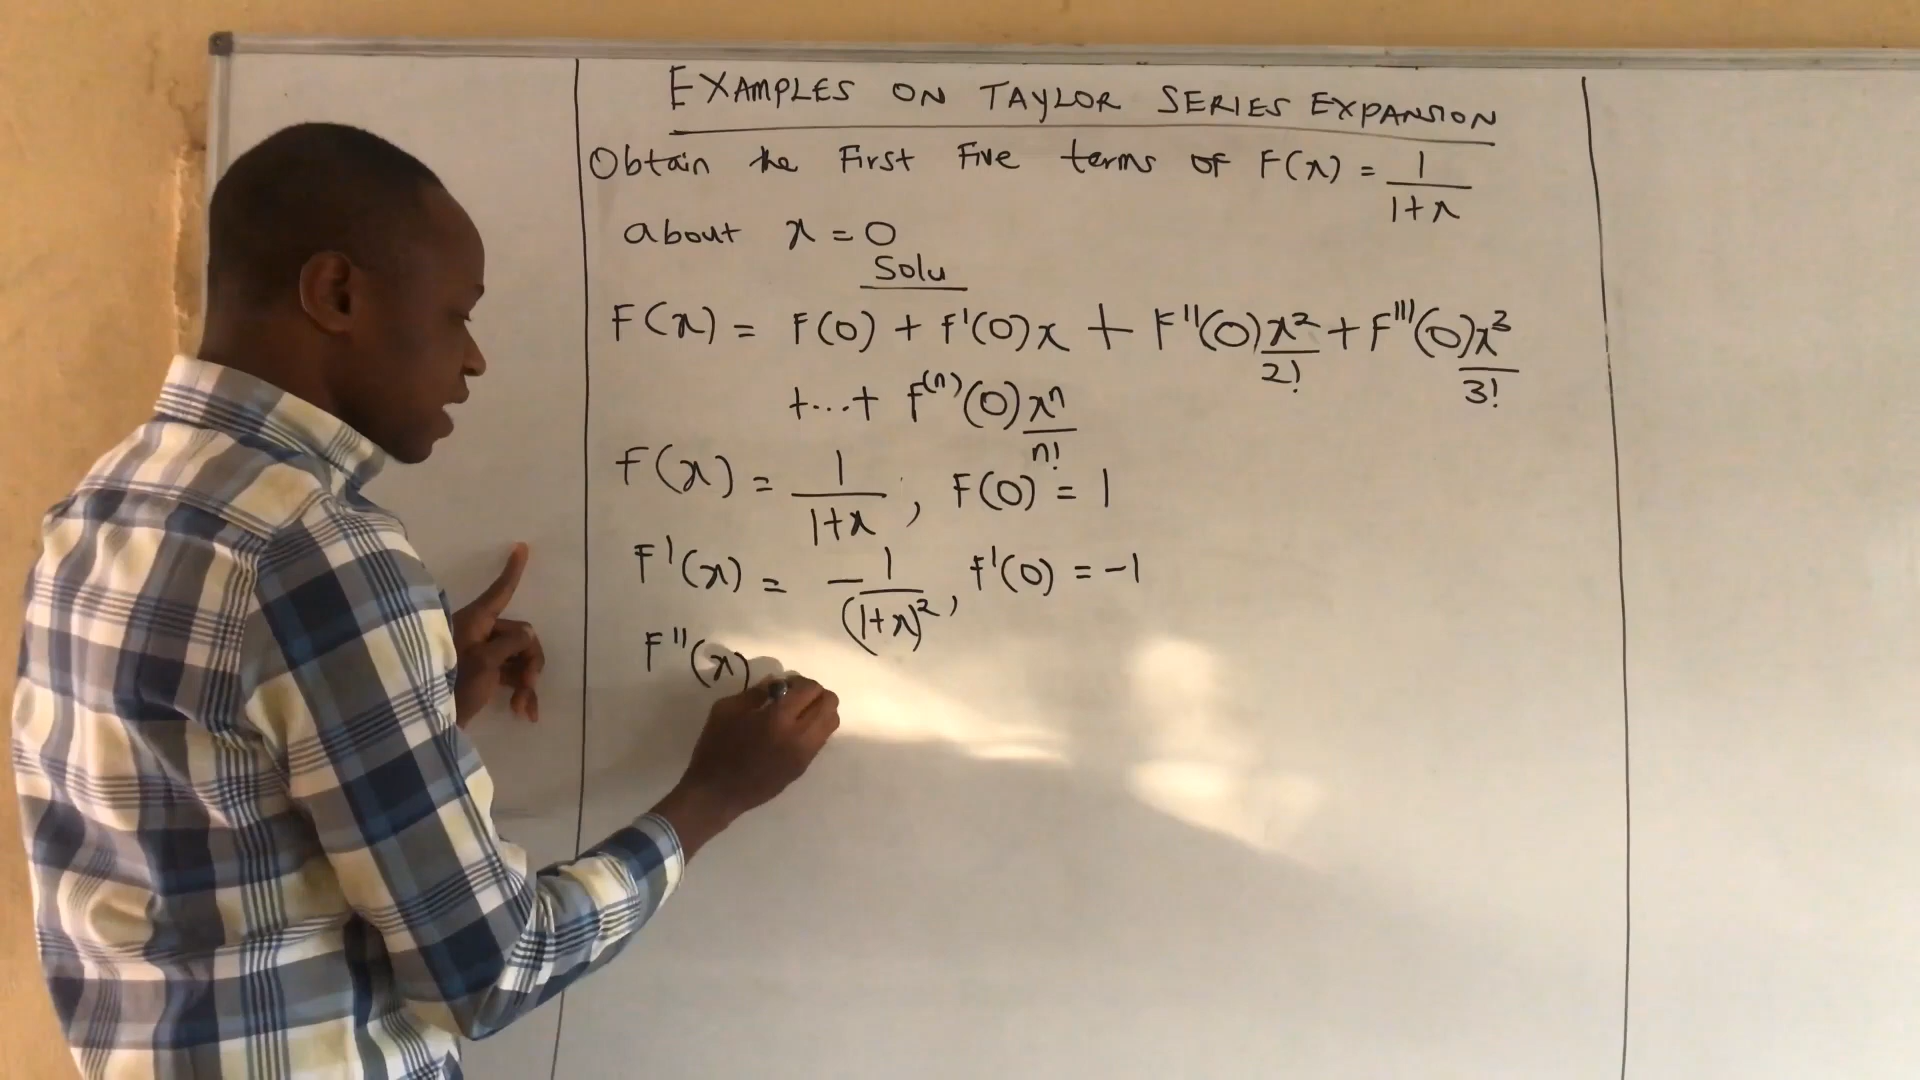 EXAMPLES ON TAYLOR SERIES EXPANSION
Obtain the First Five terms of F(x) = 1/(1+x)
about x = 0
Solu
F(x) = F(0) + F'(0)x + F''(0)x²/2! + F'''(0)x³/3!
+...+ F⁽ⁿ⁾(0)xⁿ/n!
F(x) = 1/(1+x), F(0) = 1
F'(x) = -1/(1+x)², F'(0) = -1
F''(x)